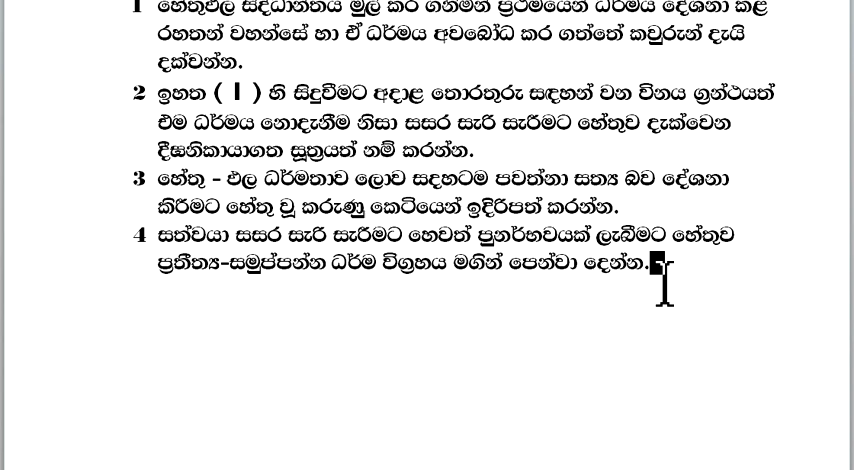 1 හේතුඵල සිද්ධාන්තය මුල් කර ගනිමින් ප්‍රථමයෙන් ධර්මය දේශනා කළ
රහතන් වහන්සේ හා ඒ ධර්මය අවබෝධ කර ගත්තේ කවුරුන් දැයි
දක්වන්න.
2 ඉහත ( I ) හි සිදුවීමට අදාළ තොරතුරු සඳහන් වන විනය ග්‍රන්ථයත්
එම ධර්මය නොදැනීම නිසා සසර සැරි සැරීමට හේතුව දැක්වෙන
දීඝනිකායාගත සූත්‍රයත් නම් කරන්න.
3 හේතු - ඵල ධර්මතාව ලොව සදහටම පවත්නා සත්‍ය බව දේශනා
කිරීමට හේතු වූ කරුණු කෙටියෙන් ඉදිරිපත් කරන්න.
4 සත්වයා සසර සැරි සැරීමට හෙවත් පුනර්භවයක් ලැබීමට හේතුව
ප්‍රතීත්‍ය-සමුප්පන්න ධර්ම විග්‍රහය මගින් පෙන්වා දෙන්න.